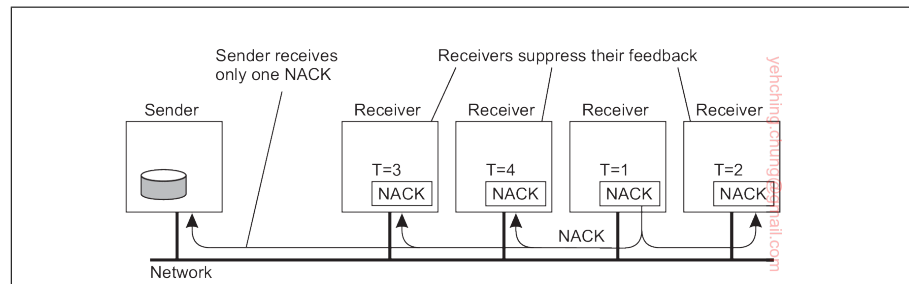 Sender receives
only one NACK
Receivers suppress their feedback
Sender
Receiver
Receiver
Receiver
Receiver
T=3
T=4
T=1
T=2
NACK
NACK
NACK
NACK
NACK
Network
yehching.chung@gmail.com